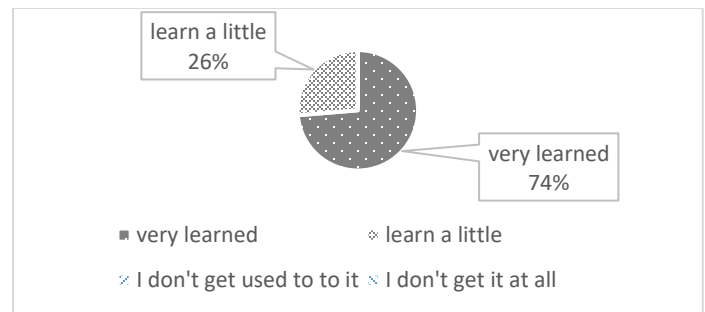 learn a little
26%
very learned
74%
very learned
learn a little
I don't get used to to it
I don't get it at all